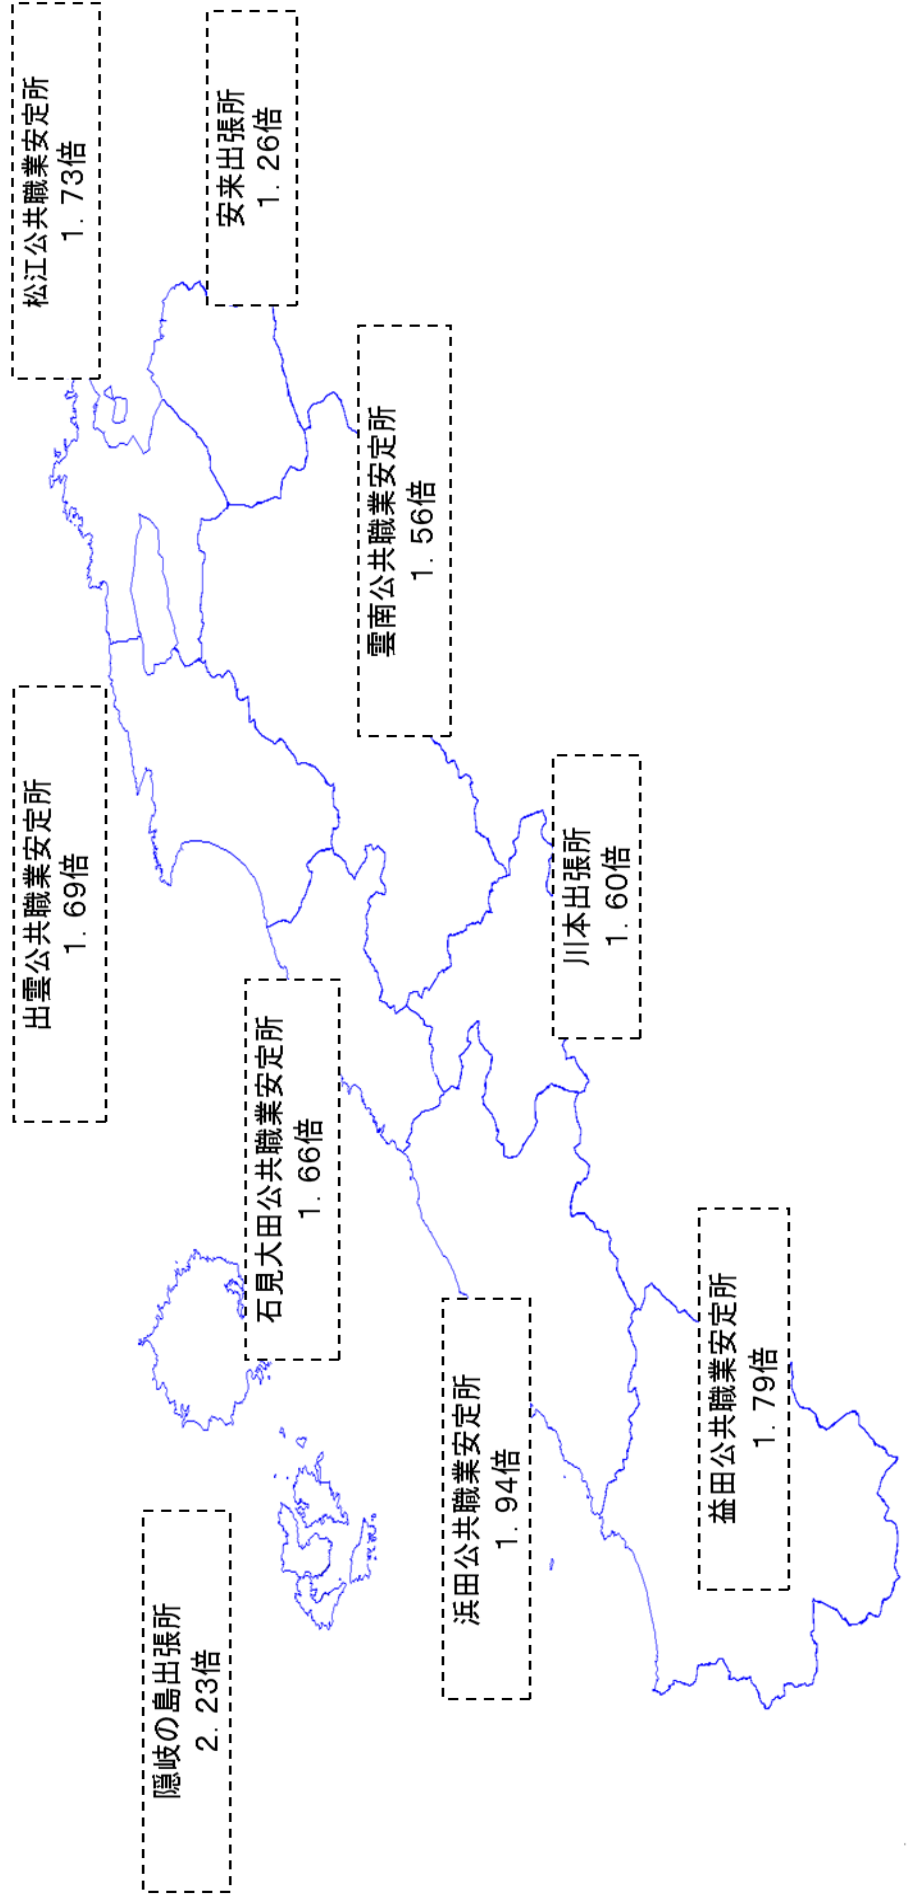 隠岐の島出張所
2. 23倍
出雲公共職業安定所
1. 69倍
松江公共職業安定所
1. 73倍
安来出張所
1. 26倍
石見大田公共職業安定所
1. 66倍
雲南公共職業安定所
1. 56倍
浜田公共職業安定所
1. 94倍
川本出張所
1. 60倍
益田公共職業安定所
1. 79倍